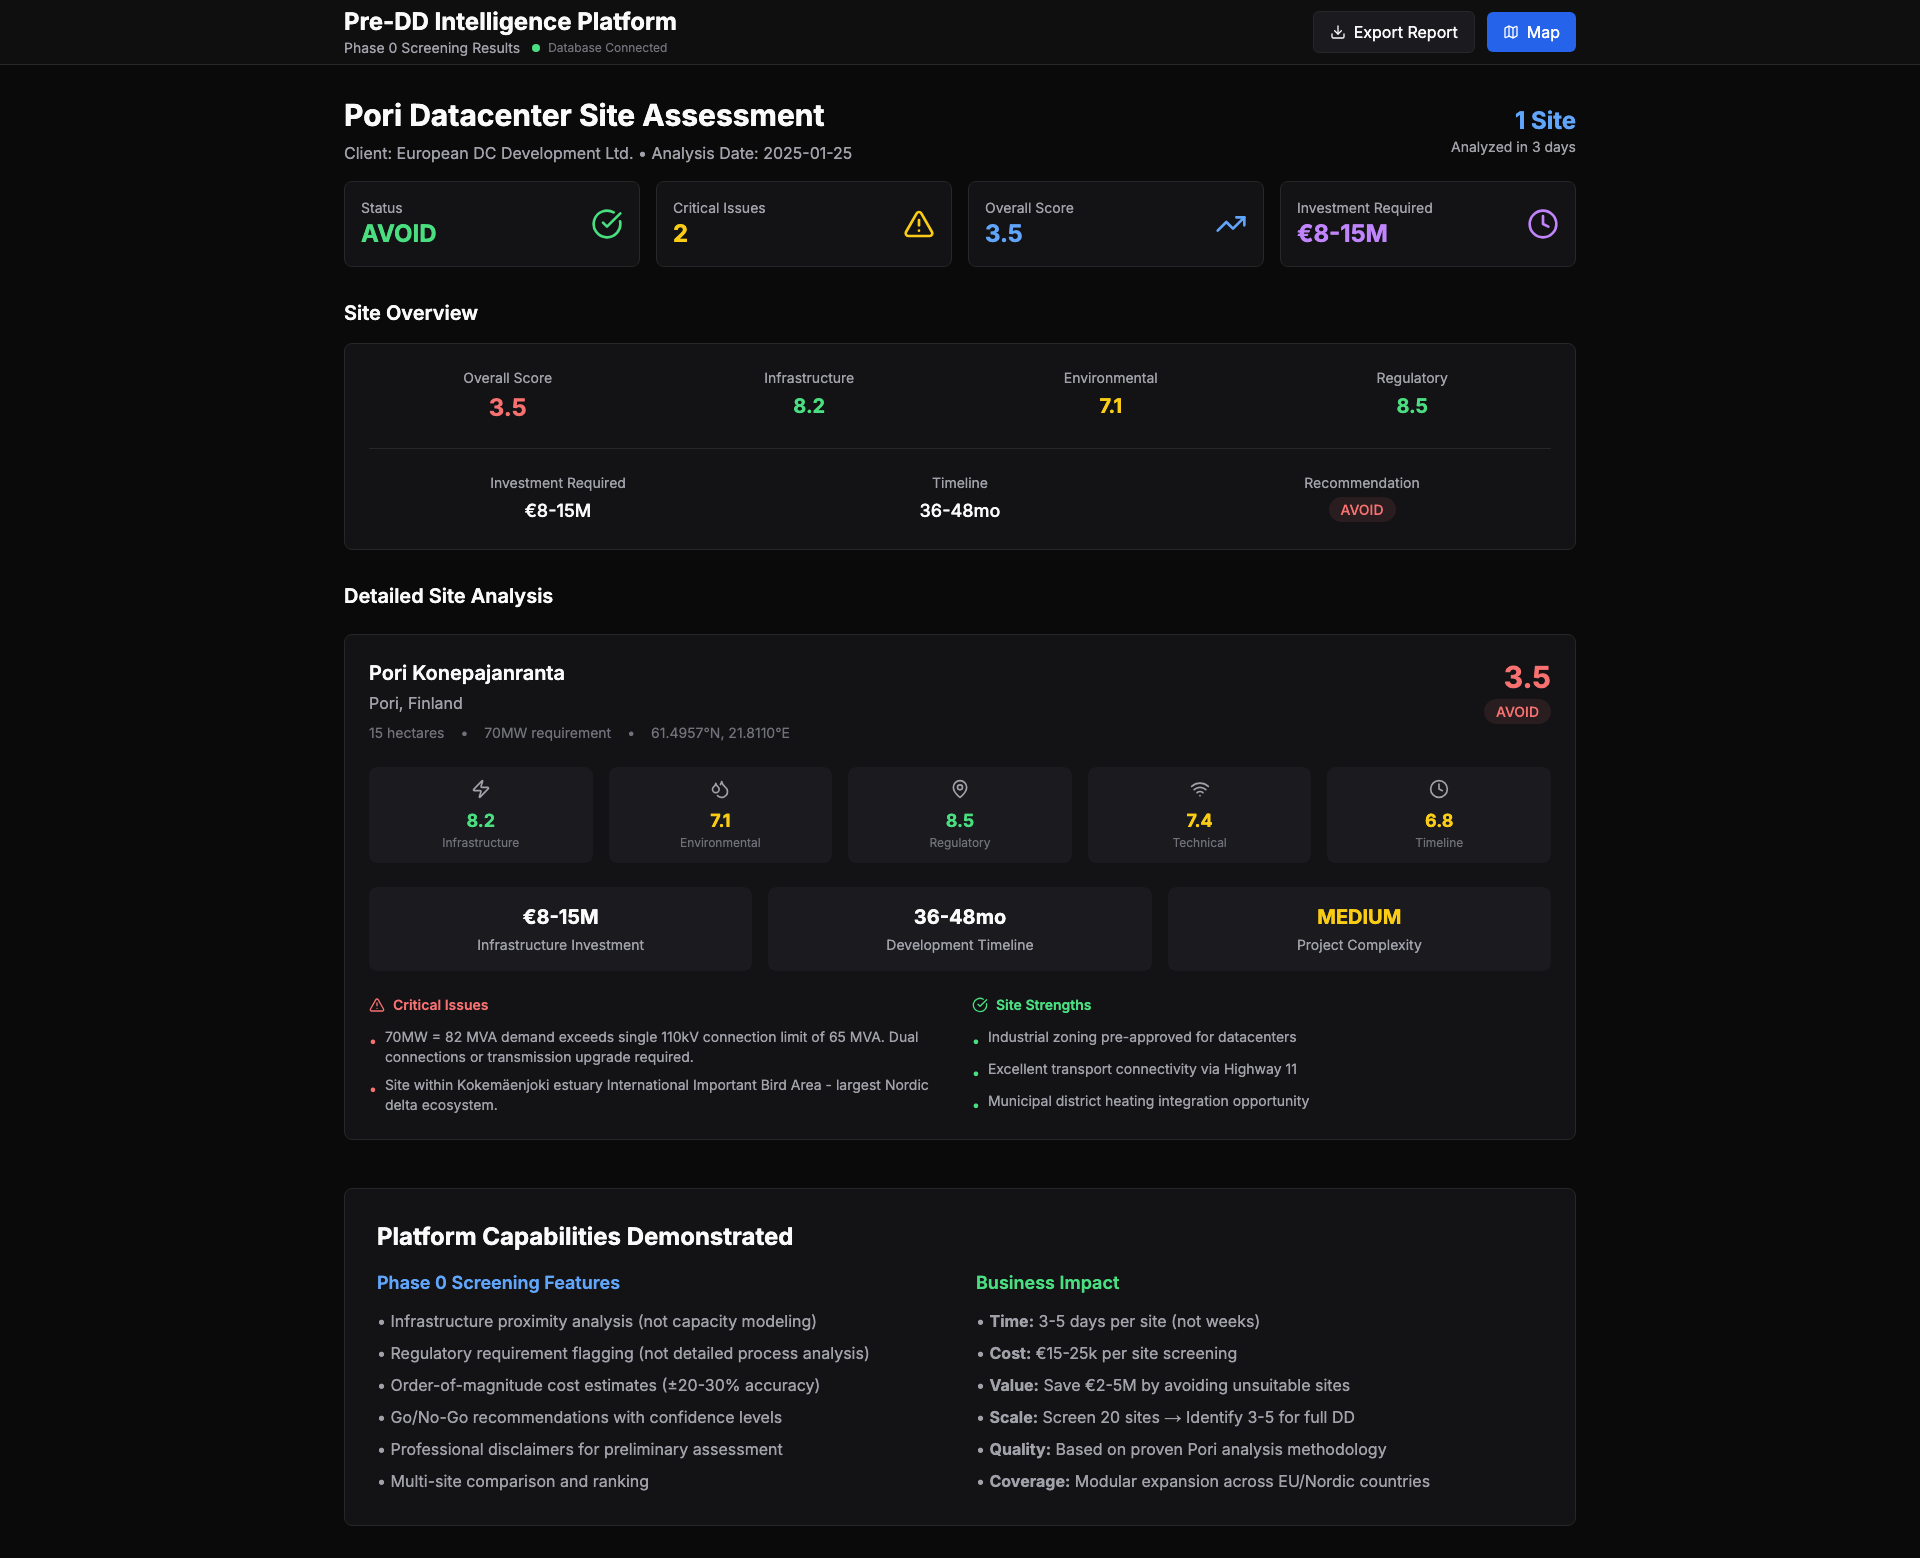 Pre-DD Intelligence Platform
Phase 0 Screening Results
Database Connected
Export Report
Map
Pori Datacenter Site Assessment
Client: European DC Development Ltd. • Analysis Date: 2025-01-25
1 Site
Analyzed in 3 days
Status
AVOID
Critical Issues
2
Overall Score
3.5
Investment Required
€8-15M
Site Overview
Overall Score
3.5
Infrastructure
8.2
Environmental
7.1
Regulatory
8.5
Investment Required
€8-15M
Timeline
36-48mo
Recommendation
AVOID
Detailed Site Analysis
Pori Konepajanranta
Pori, Finland
15 hectares • 70MW requirement • 61.4957°N, 21.8110°E
3.5
AVOID
8.2
Infrastructure
7.1
Environmental
8.5
Regulatory
7.4
Technical
6.8
Timeline
€8-15M
Infrastructure Investment
36-48mo
Development Timeline
MEDIUM
Project Complexity
Critical Issues
• 70MW = 82 MVA demand exceeds single 110kV connection limit of 65 MVA. Dual
connections or transmission upgrade required.
• Site within Kokemäenjoki estuary International Important Bird Area - largest Nordic
delta ecosystem.
Site Strengths
• Industrial zoning pre-approved for datacenters
• Excellent transport connectivity via Highway 11
• Municipal district heating integration opportunity
Platform Capabilities Demonstrated
Phase 0 Screening Features
• Infrastructure proximity analysis (not capacity modeling)
• Regulatory requirement flagging (not detailed process analysis)
• Order-of-magnitude cost estimates (±20-30% accuracy)
• Go/No-Go recommendations with confidence levels
• Professional disclaimers for preliminary assessment
• Multi-site comparison and ranking
Business Impact
• Time: 3-5 days per site (not weeks)
• Cost: €15-25k per site screening
• Value: Save €2-5M by avoiding unsuitable sites
• Scale: Screen 20 sites → Identify 3-5 for full DD
• Quality: Based on proven Pori analysis methodology
• Coverage: Modular expansion across EU/Nordic countries